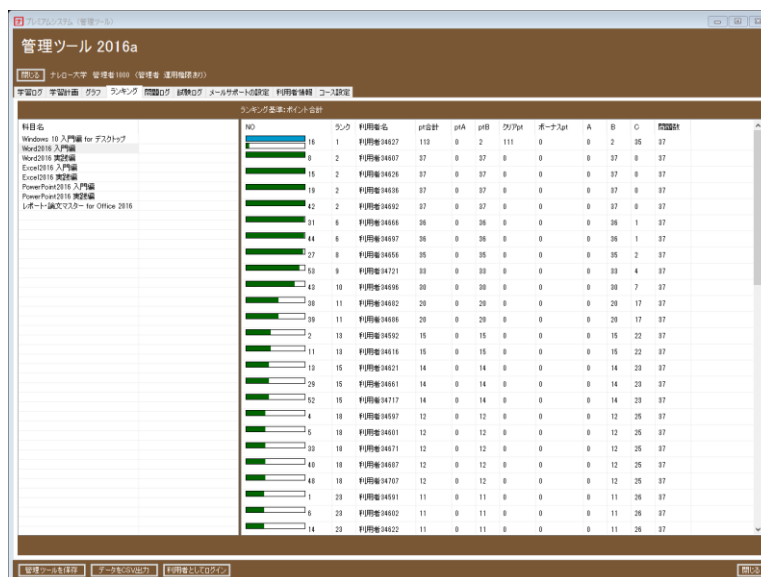 プレミアムシステム (管理ツール)
管理ツール 2016a
閉じる テレロー大学 管理者1000 (管理者 運用権限あり)
学習ログ 学習計画 グラフ ランキング 問題ログ 試験ログ メールサポートの設定 利用者情報 コース設定
ランキング基準:ポイント合計
科目名
Windows 10 入門編 for デスクトップ
Word2016 入門編
Word2016 実践編
Excel2016 入門編
Excel2016 実践編
PowerPoint2016 入門編
PowerPoint2016 実践編
レポート・論文マスター for Office 2016
NO ランク 利用者名 pt合計 ptA ptB クリアpt ボーナスpt A B C 問題数
16 1 利用者34627 113 0 2 111 0 0 2 35 37
8 2 利用者34607 37 0 37 0 0 0 37 0 37
15 2 利用者34626 37 0 37 0 0 0 37 0 37
19 2 利用者34636 37 0 37 0 0 0 37 0 37
42 2 利用者34692 37 0 37 0 0 0 37 0 37
31 6 利用者34666 36 0 36 0 0 0 36 1 37
44 6 利用者34697 36 0 36 0 0 0 36 1 37
27 8 利用者34656 35 0 35 0 0 0 35 2 37
53 9 利用者34721 33 0 33 0 0 0 33 4 37
43 10 利用者34696 30 0 30 0 0 0 30 7 37
38 11 利用者34682 20 0 20 0 0 0 20 17 37
39 11 利用者34686 20 0 20 0 0 0 20 17 37
2 13 利用者34592 15 0 15 0 0 0 15 22 37
11 13 利用者34616 15 0 15 0 0 0 15 22 37
13 15 利用者34621 14 0 14 0 0 0 14 23 37
29 15 利用者34661 14 0 14 0 0 0 14 23 37
52 15 利用者34717 14 0 14 0 0 0 14 23 37
4 18 利用者34597 12 0 12 0 0 0 12 25 37
5 18 利用者34601 12 0 12 0 0 0 12 25 37
33 18 利用者34671 12 0 12 0 0 0 12 25 37
40 18 利用者34687 12 0 12 0 0 0 12 25 37
48 18 利用者34707 12 0 12 0 0 0 12 25 37
1 23 利用者34591 11 0 11 0 0 0 11 26 37
6 23 利用者34602 11 0 11 0 0 0 11 26 37
14 23 利用者34622 11 0 11 0 0 0 11 26 37
管理ツールを保存 データをCSV出力 利用者としてログイン 閉じる